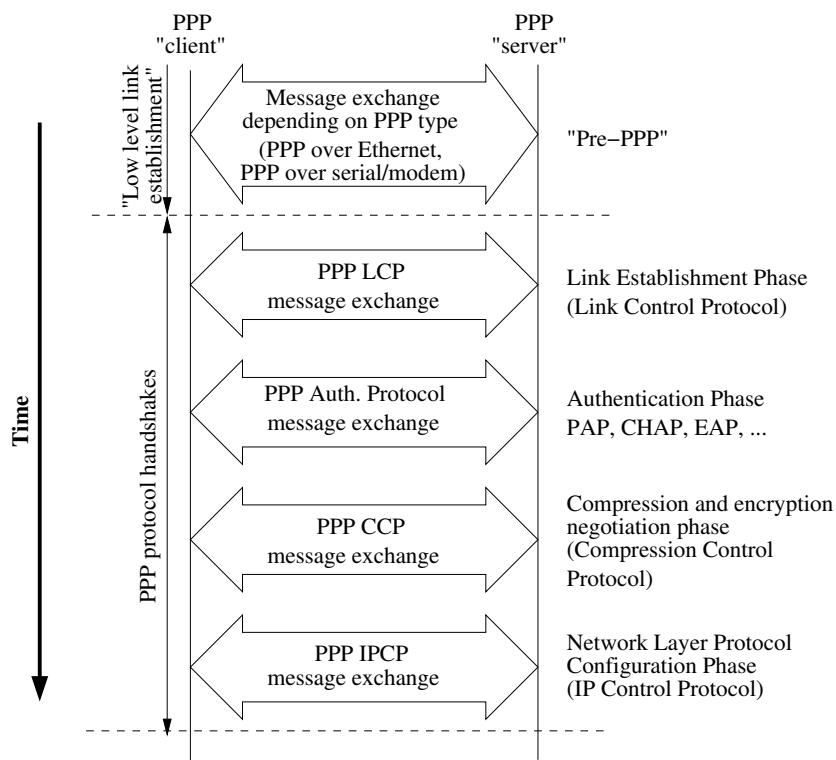 PPP
"client"
PPP
"server"
"Low level link
establishment"
Message exchange
depending on PPP type
(PPP over Ethernet,
PPP over serial/modem)
"Pre−PPP"
Time
PPP protocol handshakes
PPP LCP
message exchange
Link Establishment Phase
(Link Control Protocol)
PPP Auth. Protocol
message exchange
Authentication Phase
PAP, CHAP, EAP, ...
PPP CCP
message exchange
Compression and encryption
negotiation phase
(Compression Control
Protocol)
PPP IPCP
message exchange
Network Layer Protocol
Configuration Phase
(IP Control Protocol)